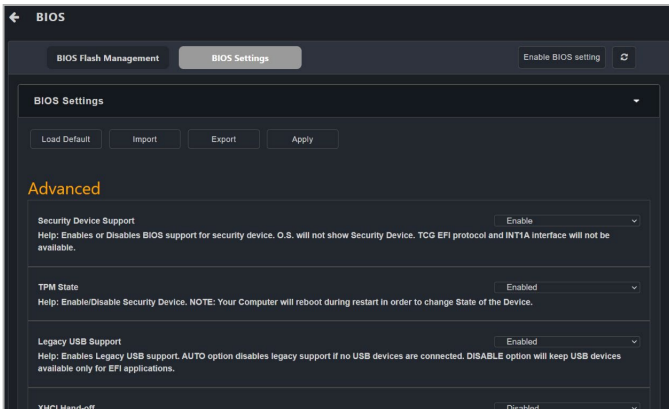 BIOS
BIOS Flash Management BIOS Settings Enable BIOS setting
BIOS Settings
Load Default Import Export Apply
Advanced
Security Device Support Enable
Help: Enables or Disables BIOS support for security device. O.S. will not show Security Device. TCG EFI protocol and INT1A interface will not be
available.
TPM State Enabled
Help: Enable/Disable Security Device. NOTE: Your Computer will reboot during restart in order to change State of the Device.
Legacy USB Support Enabled
Help: Enables Legacy USB support. AUTO option disables legacy support if no USB devices are connected. DISABLE option will keep USB devices
available only for EFI applications.
XHCI Hand-off Disabled